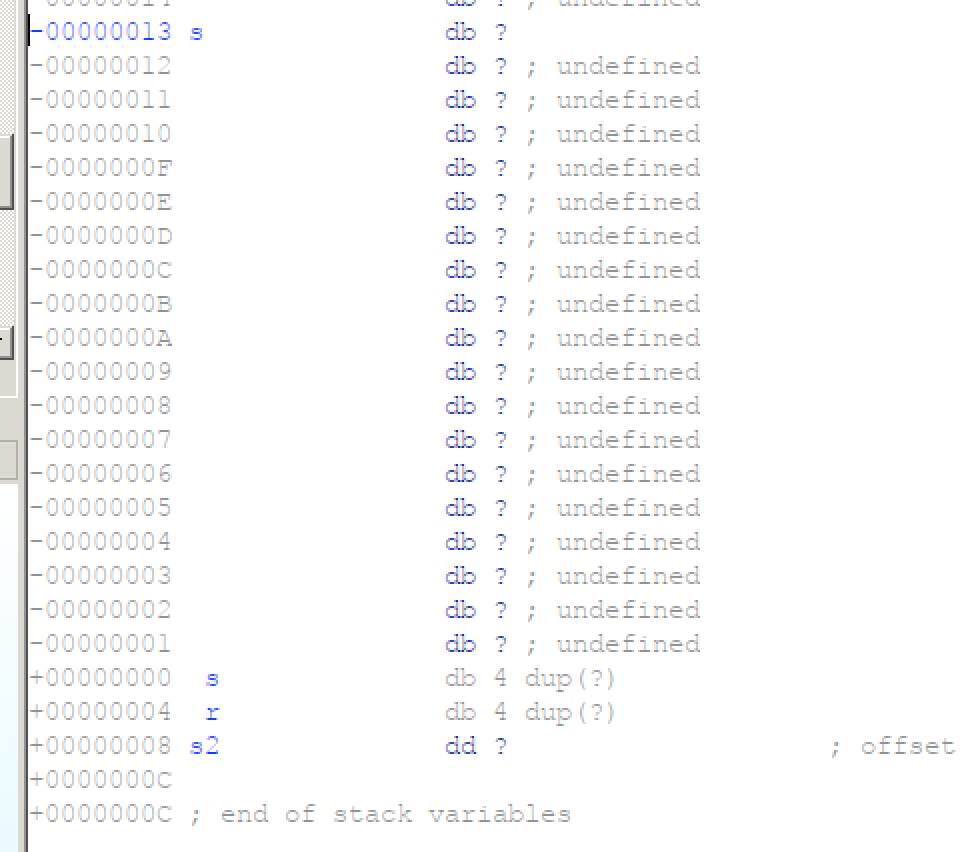 -00000014 db ? ; undefined
-00000013 s db ?
-00000012 db ? ; undefined
-00000011 db ? ; undefined
-00000010 db ? ; undefined
-0000000F db ? ; undefined
-0000000E db ? ; undefined
-0000000D db ? ; undefined
-0000000C db ? ; undefined
-0000000B db ? ; undefined
-0000000A db ? ; undefined
-00000009 db ? ; undefined
-00000008 db ? ; undefined
-00000007 db ? ; undefined
-00000006 db ? ; undefined
-00000005 db ? ; undefined
-00000004 db ? ; undefined
-00000003 db ? ; undefined
-00000002 db ? ; undefined
-00000001 db ? ; undefined
+00000000 s db 4 dup(?)
+00000004 r db 4 dup(?)
+00000008 s2 dd ? ; offset
+0000000C
+0000000C ; end of stack variables